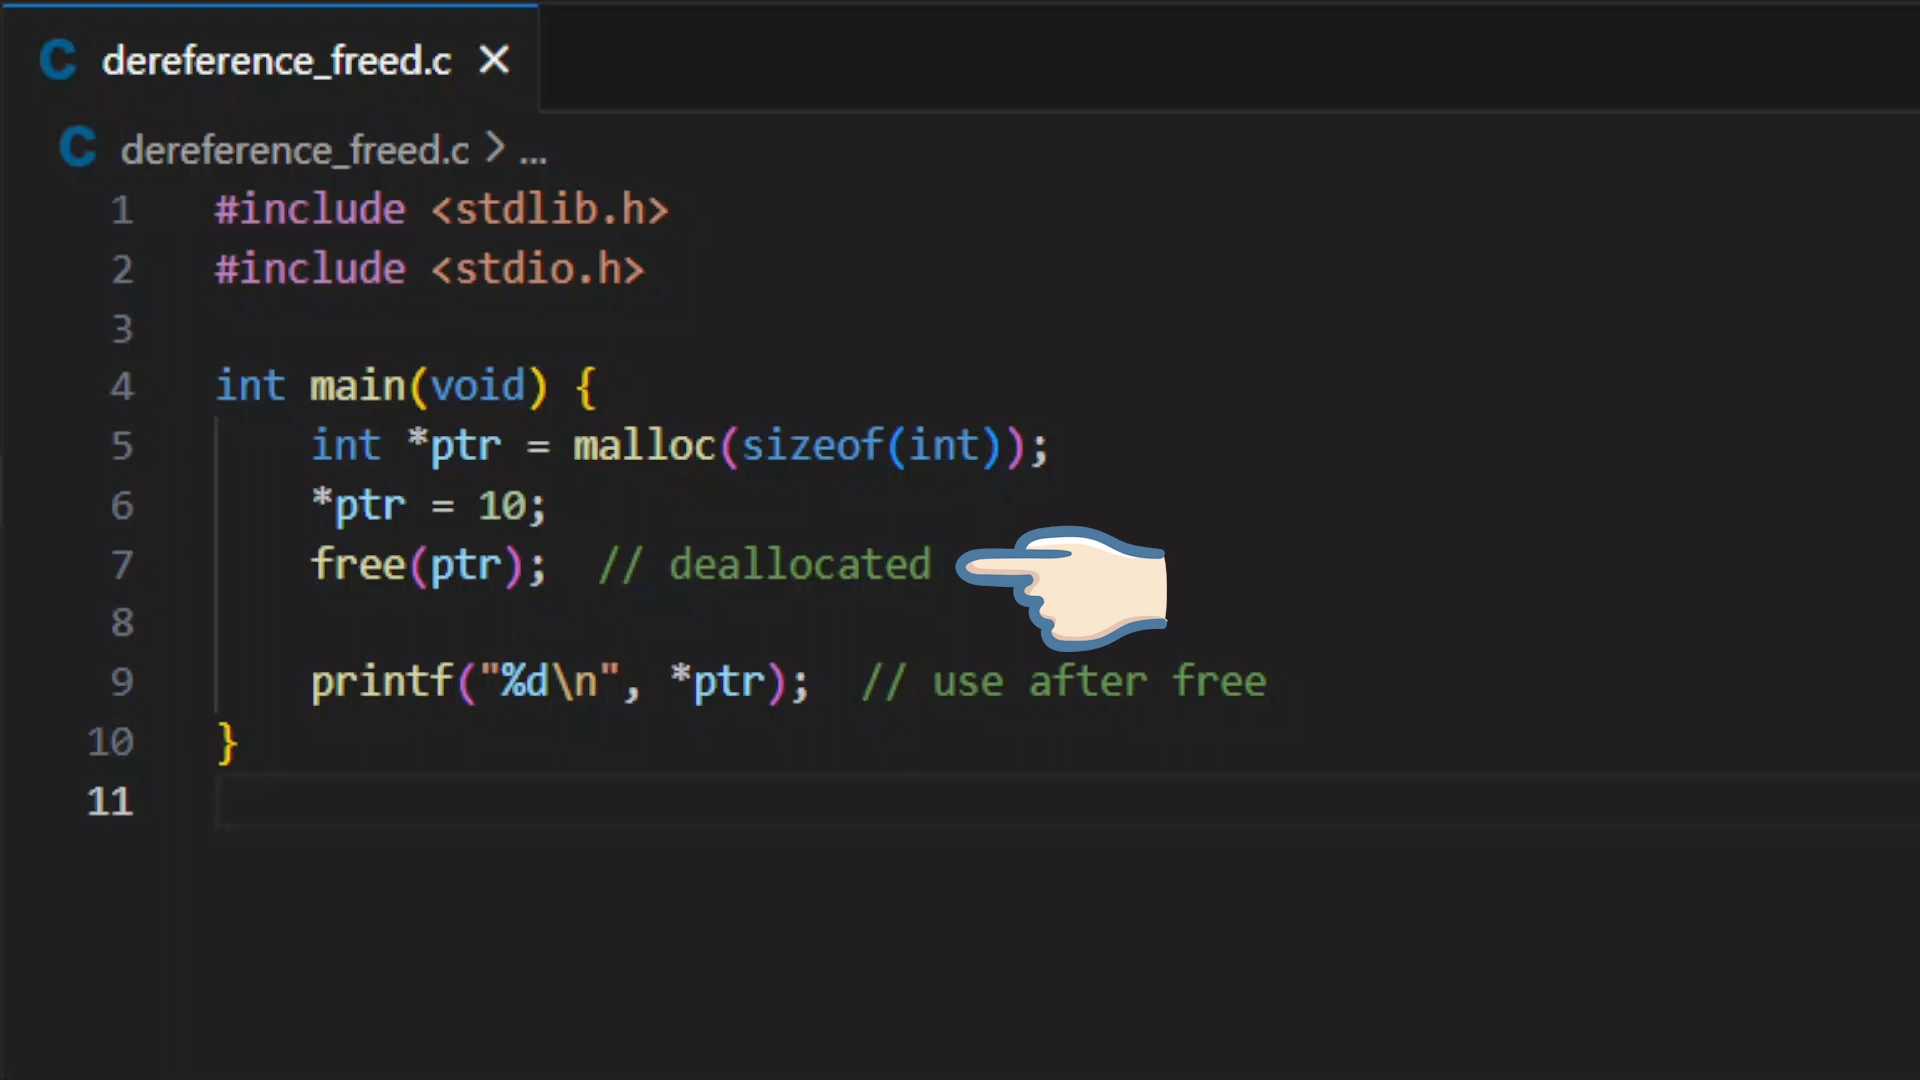 C dereference_freed.c ×
C dereference_freed.c > ...
1 #include <stdlib.h>
2 #include <stdio.h>
3
4 int main(void) {
5     int *ptr = malloc(sizeof(int));
6     *ptr = 10;
7     free(ptr);  // deallocated
8
9     printf("%d\n", *ptr);  // use after free
10 }
11